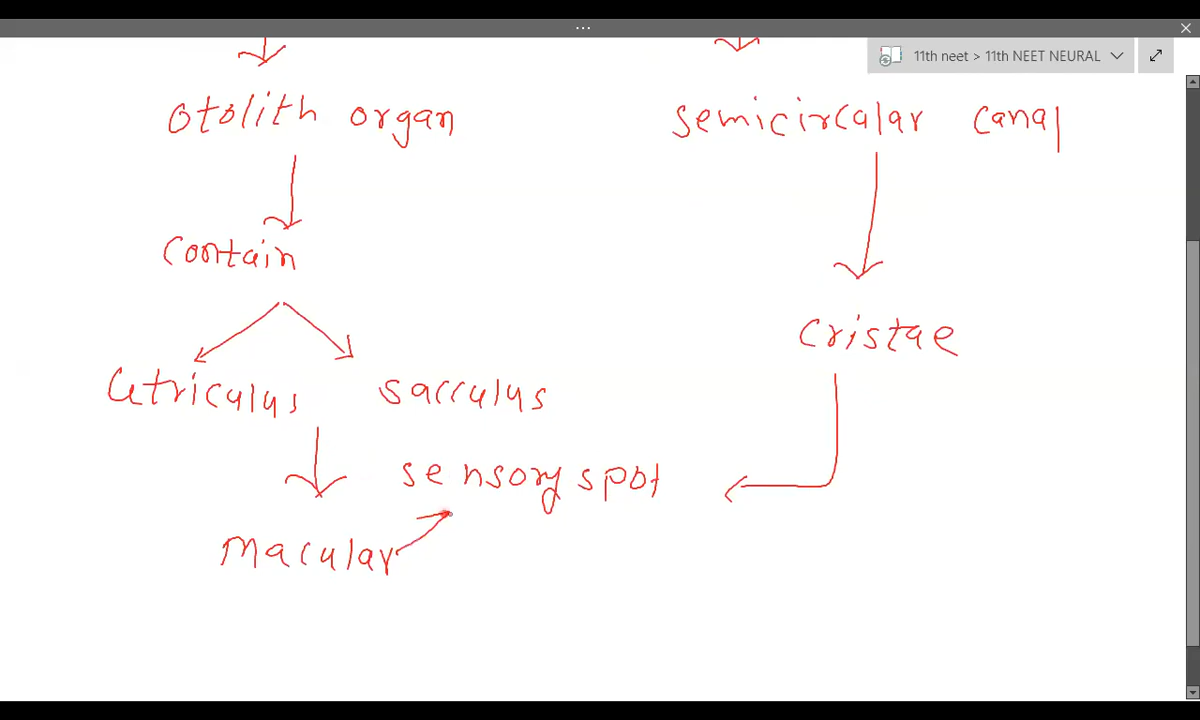 ...
11th neet > 11th NEET NEURAL
Otolith organ
semicircular canal
contain
cristae
utriculus sacculus
sensory spot
Macular